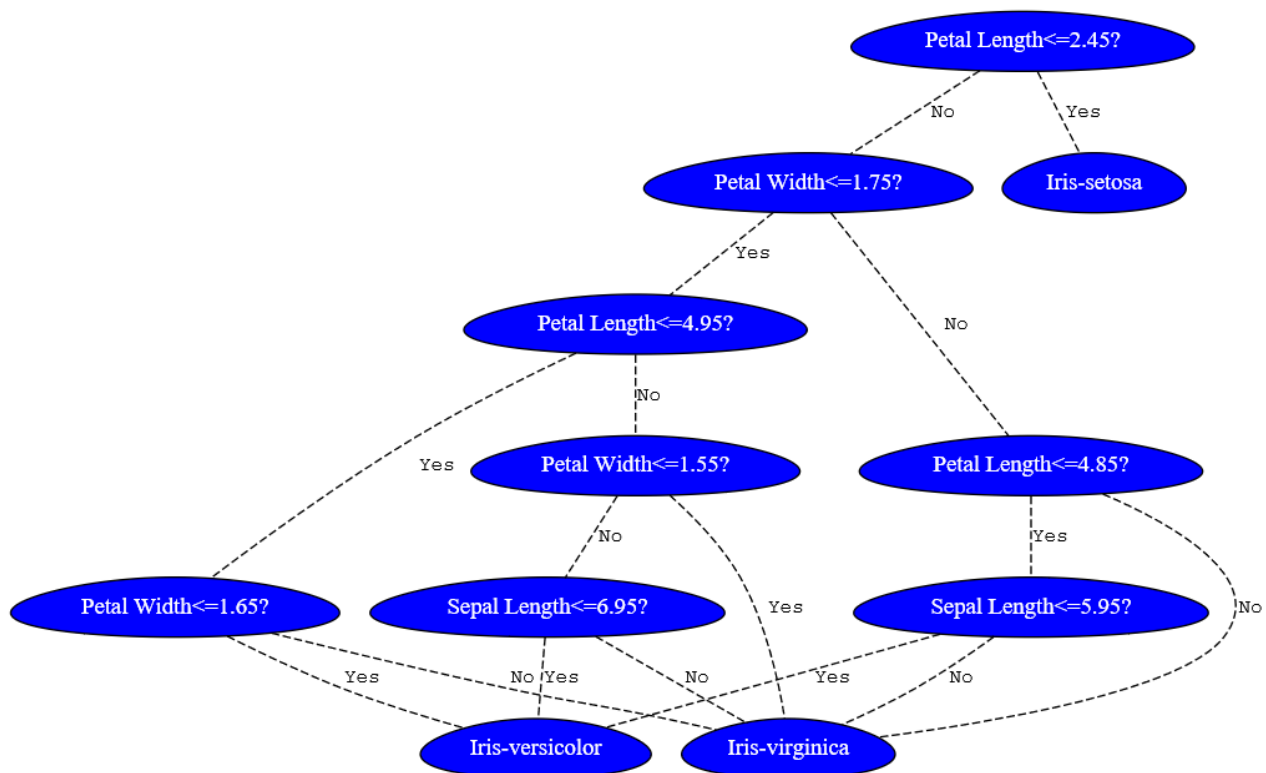 Petal Length<=2.45?
No
Yes
Petal Width<=1.75?
Iris-setosa
Yes
No
Petal Length<=4.95?
No
Yes
Petal Width<=1.55?
Petal Length<=4.85?
No
Yes
Yes
No
Petal Width<=1.65?
Sepal Length<=6.95?
Sepal Length<=5.95?
Yes
No
Yes
No
Yes
No
Iris-versicolor
Iris-virginica